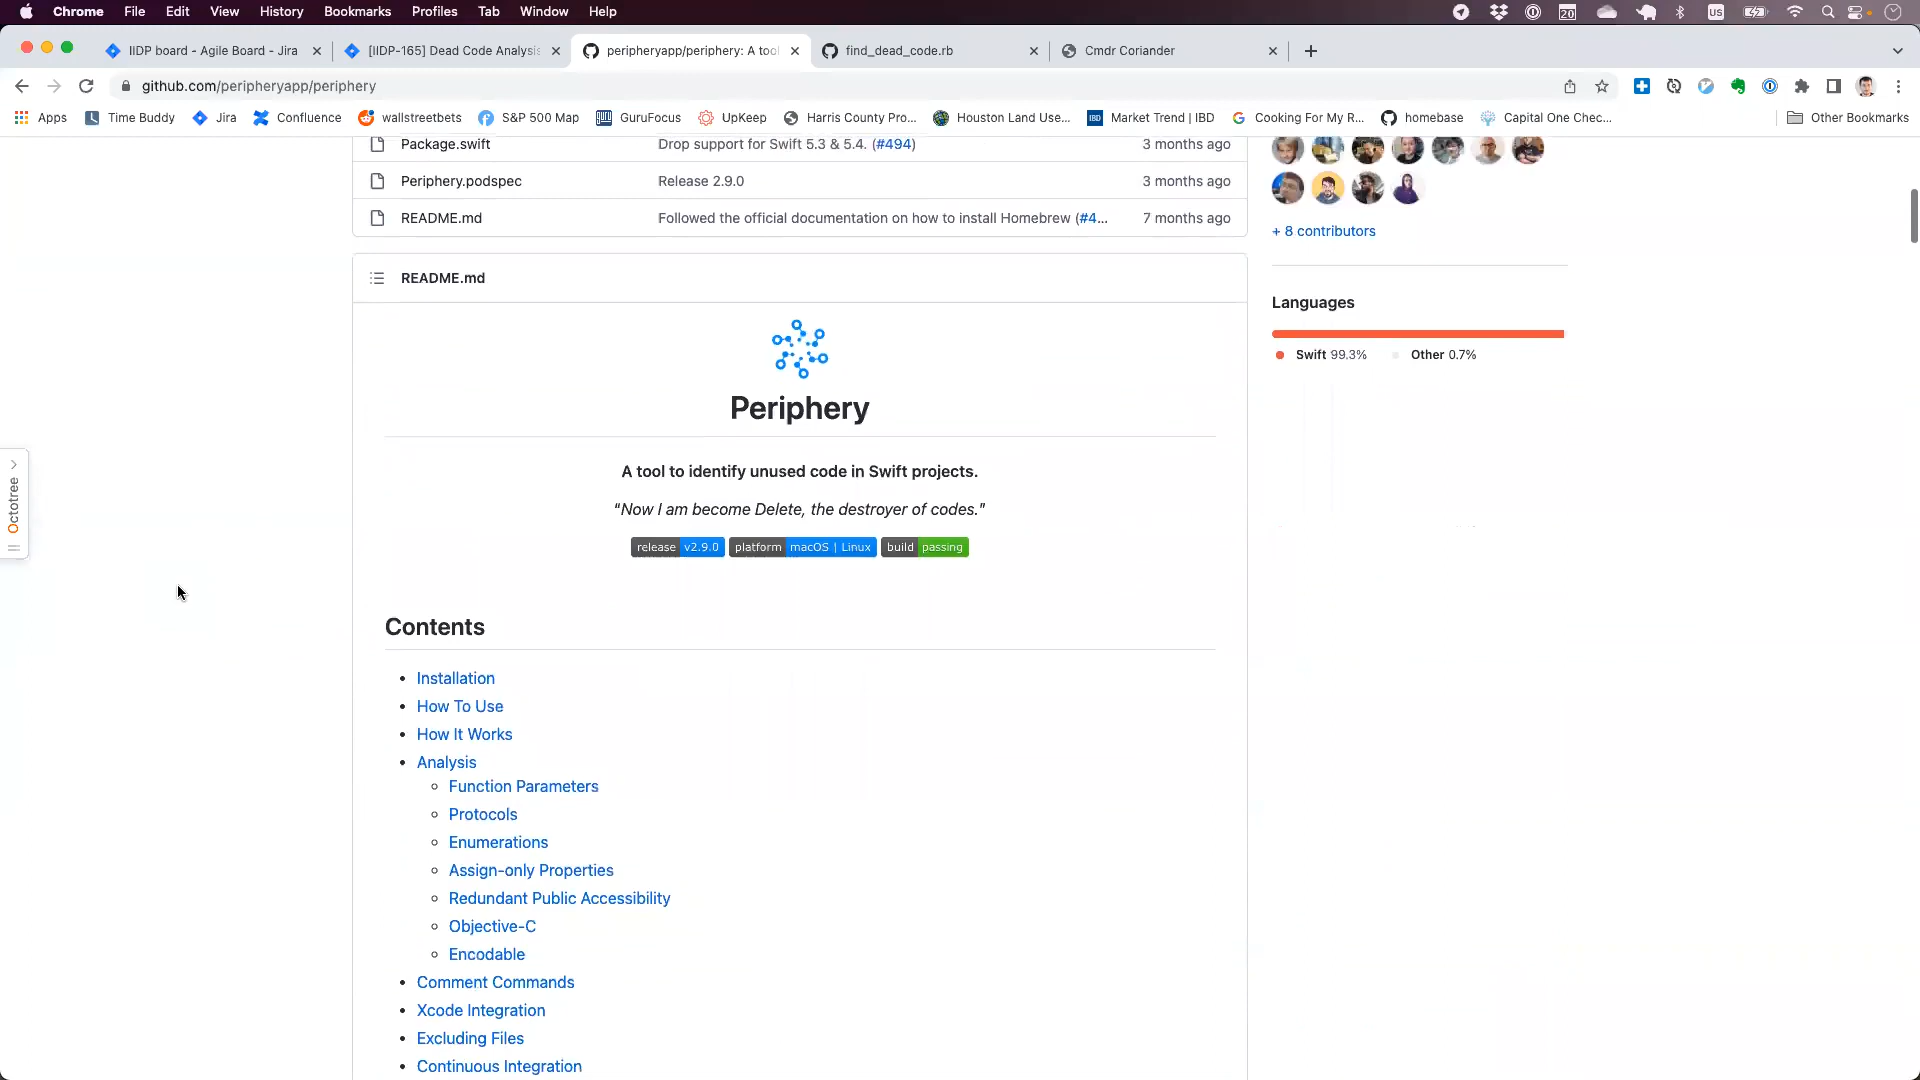 Chrome File Edit View History Bookmarks Profiles Tab Window Help 20 US
IIDP board - Agile Board - Jira [IIDP-165] Dead Code Analysis peripheryapp/periphery: A tool find_dead_code.rb Cmdr Coriander
github.com/peripheryapp/periphery
Apps Time Buddy Jira Confluence wallstreetbets S&P 500 Map GuruFocus UpKeep Harris County Pro... Houston Land Use... IBD Market Trend | IBD Cooking For My R... homebase Capital One Chec... Other Bookmarks
Package.swift Drop support for Swift 5.3 & 5.4. (#494) 3 months ago
Periphery.podspec Release 2.9.0 3 months ago
README.md Followed the official documentation on how to install Homebrew (#4... 7 months ago
+ 8 contributors
README.md
Languages
Swift 99.3% Other 0.7%
Periphery
A tool to identify unused code in Swift projects.
"Now I am become Delete, the destroyer of codes."
release v2.9.0 platform macOS | Linux build passing
Octotree
Contents
Installation
How To Use
How It Works
Analysis
Function Parameters
Protocols
Enumerations
Assign-only Properties
Redundant Public Accessibility
Objective-C
Encodable
Comment Commands
Xcode Integration
Excluding Files
Continuous Integration